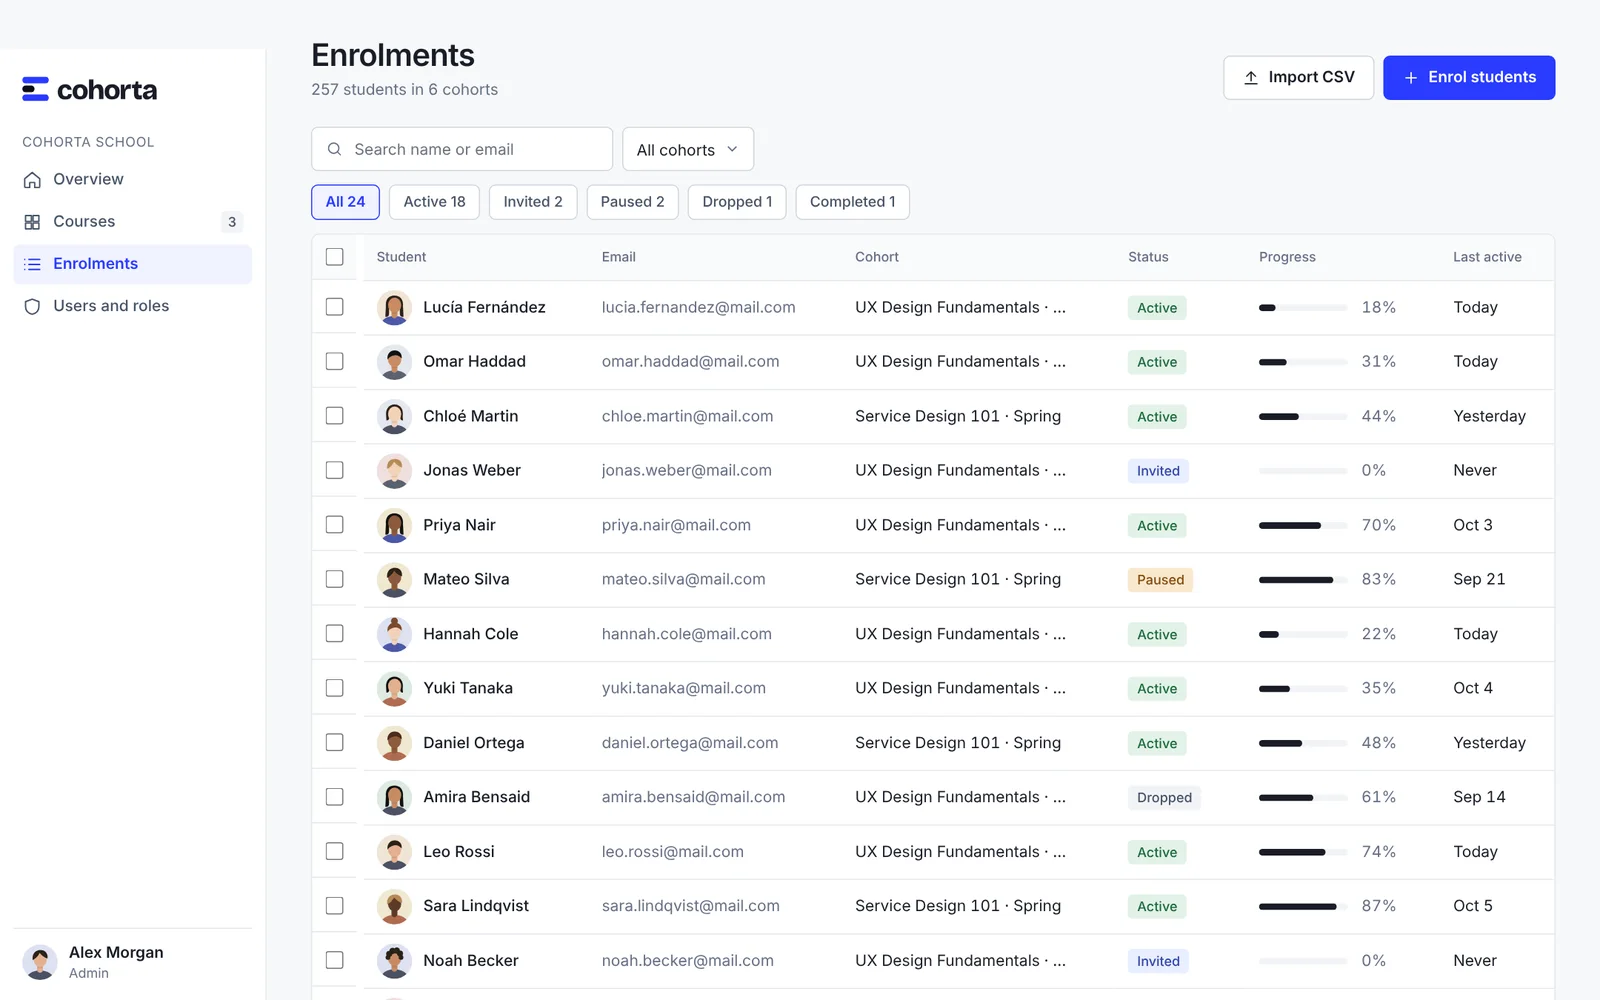 cohorta
COHORTA SCHOOL
Overview
Courses 3
Enrolments
Users and roles
Alex Morgan
Admin
Enrolments
257 students in 6 cohorts
Import CSV
Enrol students
Search name or email
All cohorts
All 24 Active 18 Invited 2 Paused 2 Dropped 1 Completed 1
Student Email Cohort Status Progress Last active
Lucía Fernández lucia.fernandez@mail.com UX Design Fundamentals · ... Active 18% Today
Omar Haddad omar.haddad@mail.com UX Design Fundamentals · ... Active 31% Today
Chloé Martin chloe.martin@mail.com Service Design 101 · Spring Active 44% Yesterday
Jonas Weber jonas.weber@mail.com UX Design Fundamentals · ... Invited 0% Never
Priya Nair priya.nair@mail.com UX Design Fundamentals · ... Active 70% Oct 3
Mateo Silva mateo.silva@mail.com Service Design 101 · Spring Paused 83% Sep 21
Hannah Cole hannah.cole@mail.com UX Design Fundamentals · ... Active 22% Today
Yuki Tanaka yuki.tanaka@mail.com UX Design Fundamentals · ... Active 35% Oct 4
Daniel Ortega daniel.ortega@mail.com Service Design 101 · Spring Active 48% Yesterday
Amira Bensaid amira.bensaid@mail.com UX Design Fundamentals · ... Dropped 61% Sep 14
Leo Rossi leo.rossi@mail.com UX Design Fundamentals · ... Active 74% Today
Sara Lindqvist sara.lindqvist@mail.com Service Design 101 · Spring Active 87% Oct 5
Noah Becker noah.becker@mail.com UX Design Fundamentals · ... Invited 0% Never